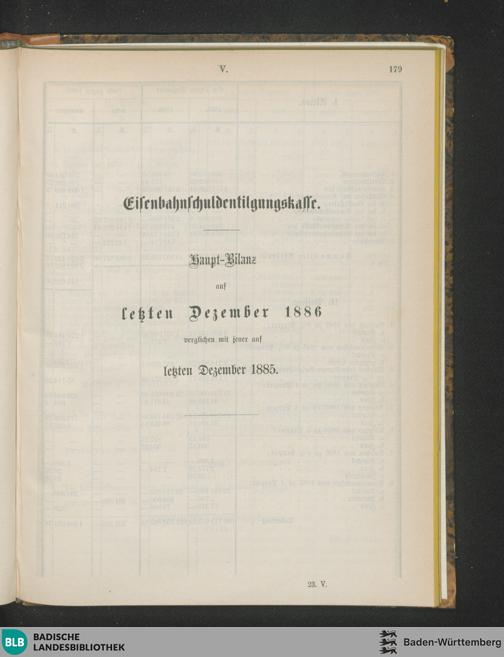 V.
179
Eisenbahnschuldentilgungskasse.
Haupt-Bilanz
auf
letzten Dezember 1886
verglichen mit jener auf
letzten Dezember 1885.
23. V.
BLB
BADISCHE
LANDESBIBLIOTHEK
Baden-Württemberg